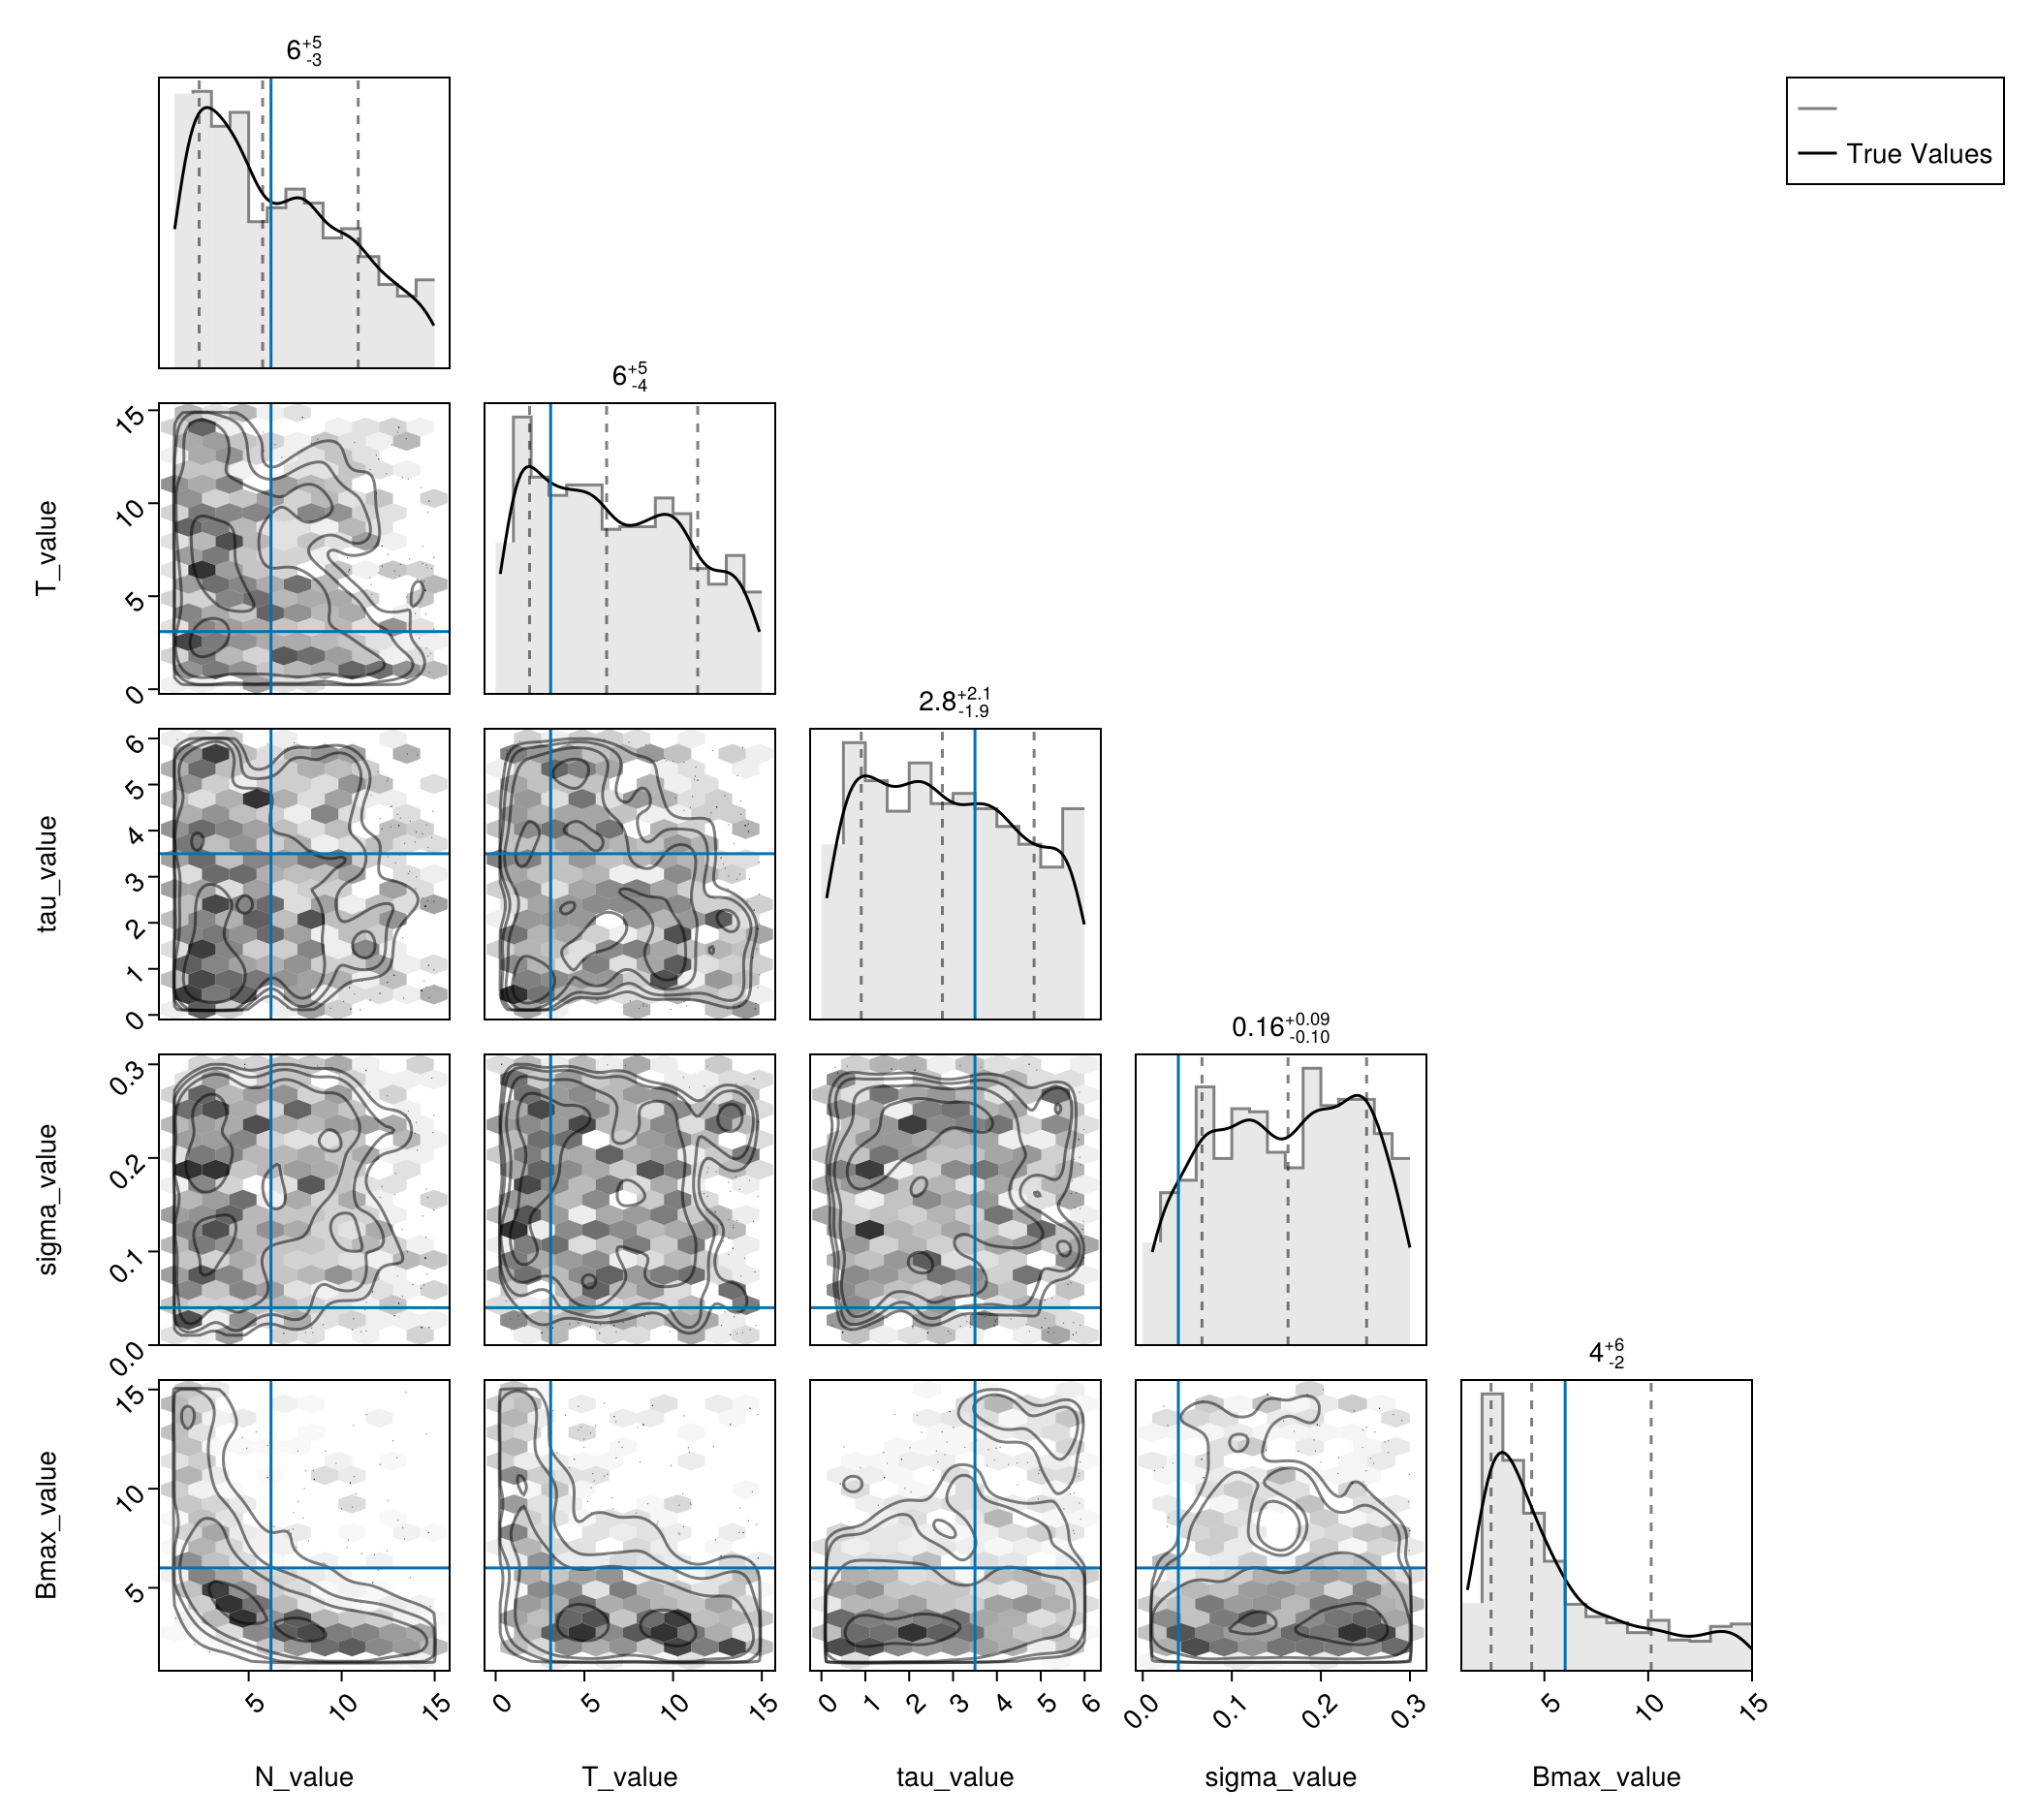 6+5-3
True Values
6+5-4
15
10
5
0
T_value
2.8+2.1-1.9
6
5
4
3
2
1
0
tau_value
0.16+0.09-0.10
0.3
0.2
0.1
0.0
sigma_value
4+6-2
15
10
5
Bmax_value
5 10 15
0 5 10 15
0 1 2 3 4 5 6
0.0 0.1 0.2 0.3
5 10 15
N_value
T_value
tau_value
sigma_value
Bmax_value